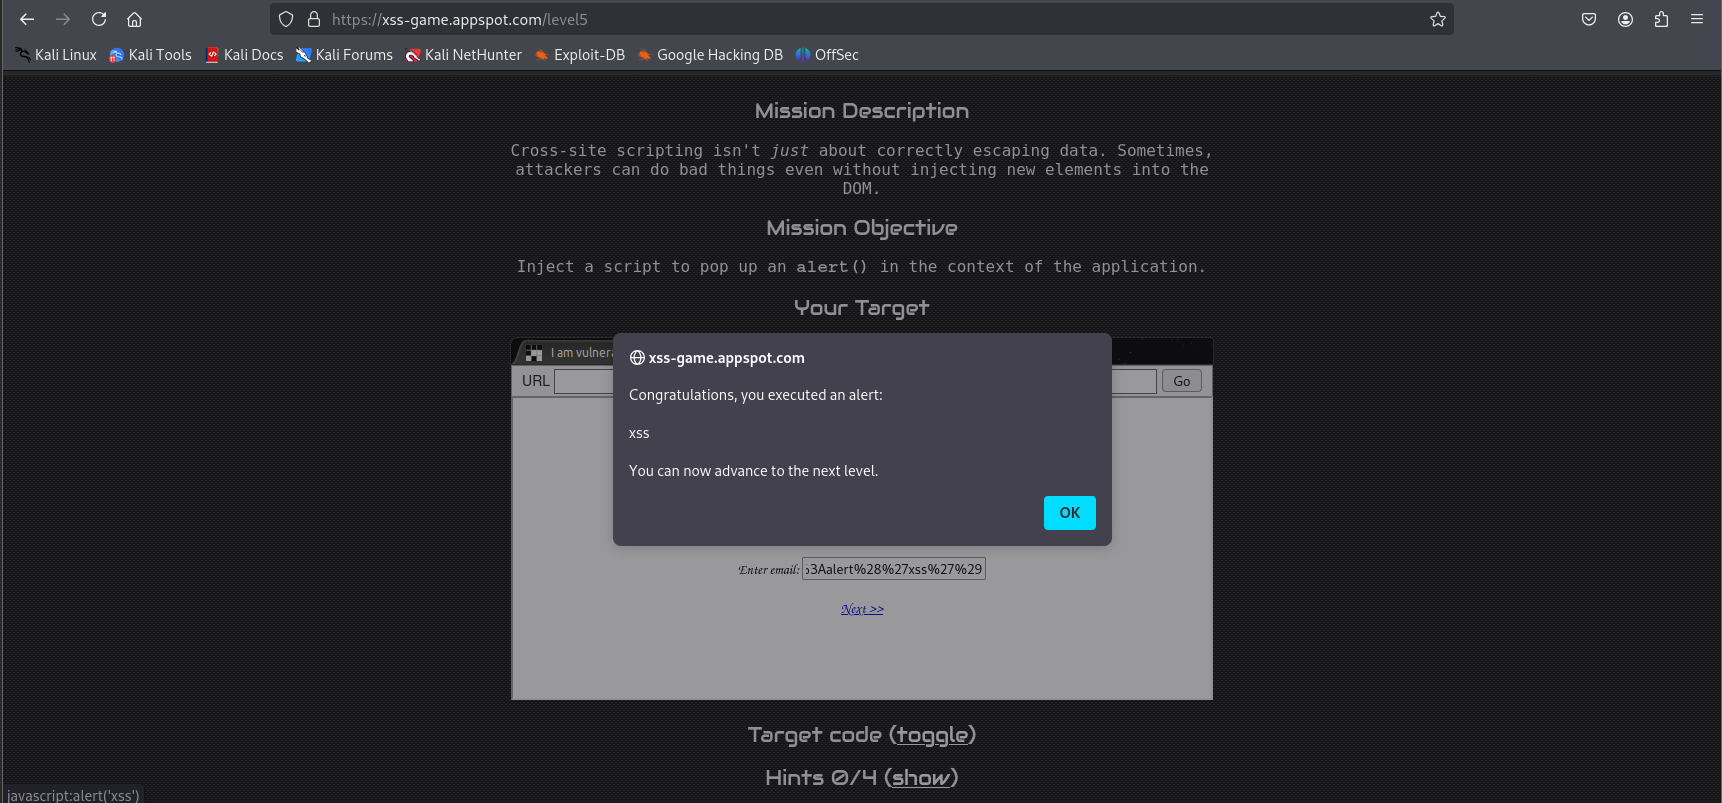 https://xss-game.appspot.com/level5
Kali Linux Kali Tools Kali Docs Kali Forums Kali NetHunter Exploit-DB Google Hacking DB OffSec
Mission Description
Cross-site scripting isn't just about correctly escaping data. Sometimes,
attackers can do bad things even without injecting new elements into the
DOM.
Mission Objective
Inject a script to pop up an alert() in the context of the application.
Your Target
I am vulnera
URL Go
xss-game.appspot.com
Congratulations, you executed an alert:
xss
You can now advance to the next level.
OK
Enter email: 3Aalert%28%27xss%27%29
Next >>
Target code (toggle)
Hints 0/4 (show)
javascript:alert('xss')